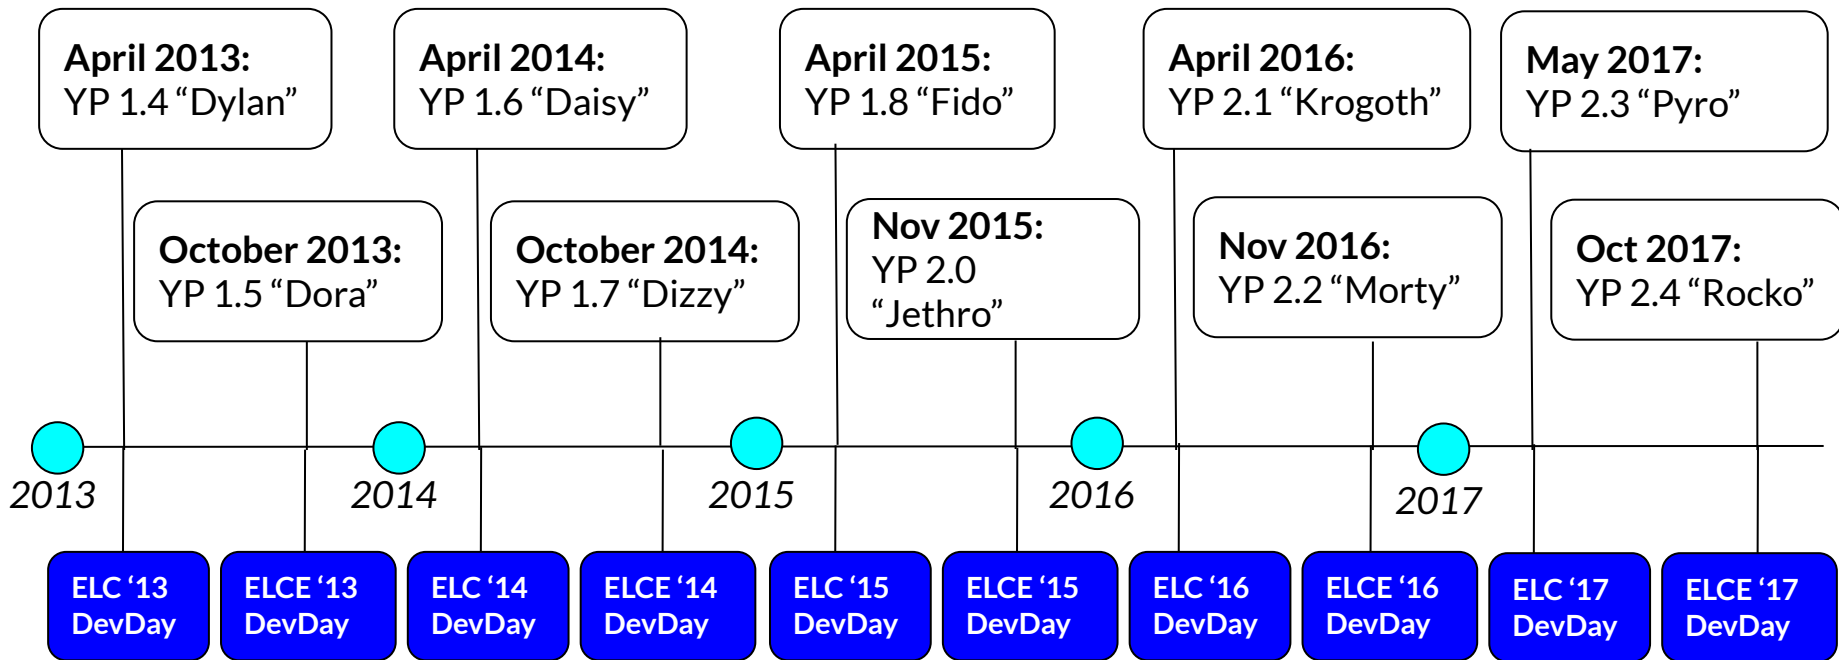 April 2013:
YP 1.4 “Dylan”
April 2014:
YP 1.6 “Daisy”
April 2015:
YP 1.8 “Fido”
April 2016:
YP 2.1 “Krogoth”
May 2017:
YP 2.3 “Pyro”
October 2013:
YP 1.5 “Dora”
October 2014:
YP 1.7 “Dizzy”
Nov 2015:
YP 2.0
“Jethro”
Nov 2016:
YP 2.2 “Morty”
Oct 2017:
YP 2.4 “Rocko”
2013
2014
2015
2016
2017
ELC ‘13
DevDay
ELCE ‘13
DevDay
ELC ‘14
DevDay
ELCE ‘14
DevDay
ELC ‘15
DevDay
ELCE ‘15
DevDay
ELC ‘16
DevDay
ELCE ‘16
DevDay
ELC ‘17
DevDay
ELCE ‘17
DevDay